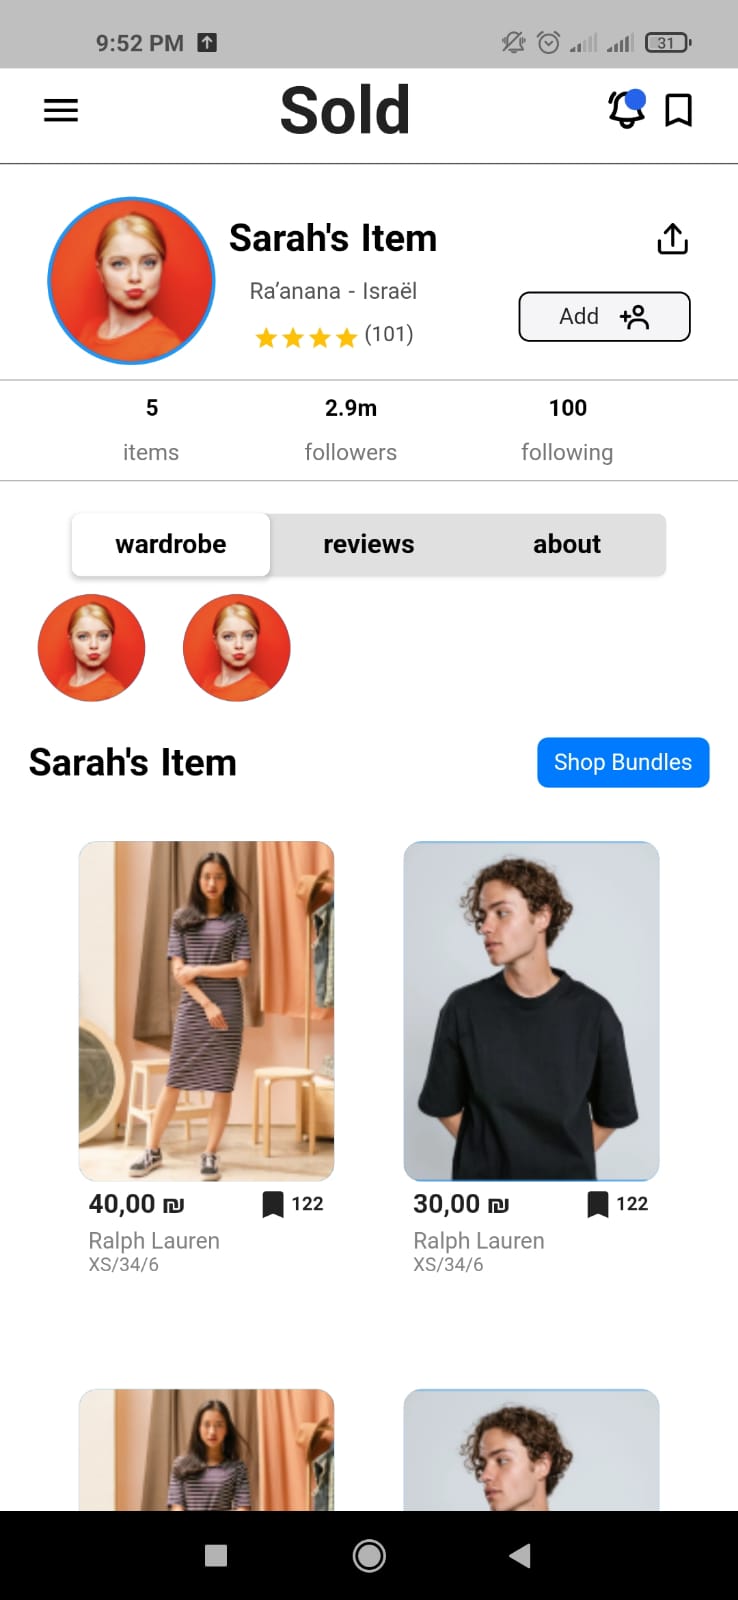 9:52 PM
31
Sold
Sarah's Item
Ra’anana - Israël
(101)
Add
5 2.9m 100
items followers following
wardrobe reviews about
Sarah's Item
Shop Bundles
40,00 ₪ 122
Ralph Lauren
XS/34/6
30,00 ₪ 122
Ralph Lauren
XS/34/6